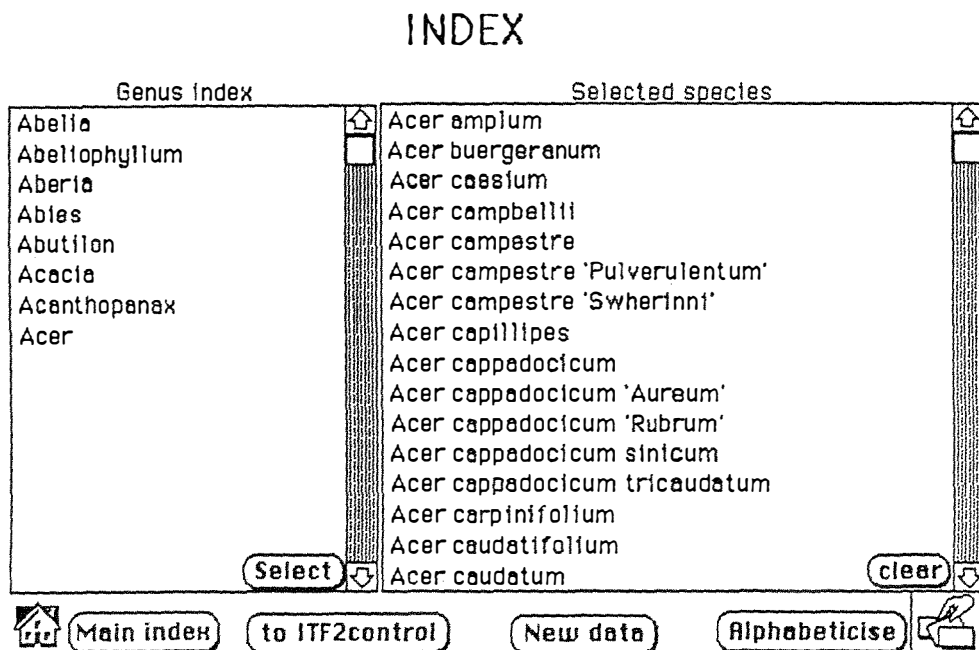 INDEX
Genus index
Abelia
Abeliophyllum
Aberia
Abies
Abutilon
Acacia
Acanthopanax
Acer
Select
Selected species
Acer amplum
Acer buergeranum
Acer caesium
Acer campbellii
Acer campestre
Acer campestre 'Pulverulentum'
Acer campestre 'Swherinni'
Acer capillipes
Acer cappadocicum
Acer cappadocicum 'Aureum'
Acer cappadocicum 'Rubrum'
Acer cappadocicum sinicum
Acer cappadocicum tricaudatum
Acer carpinifolium
Acer caudatifolium
Acer caudatum
clear
Main index
to ITF2control
New data
Alphabeticise